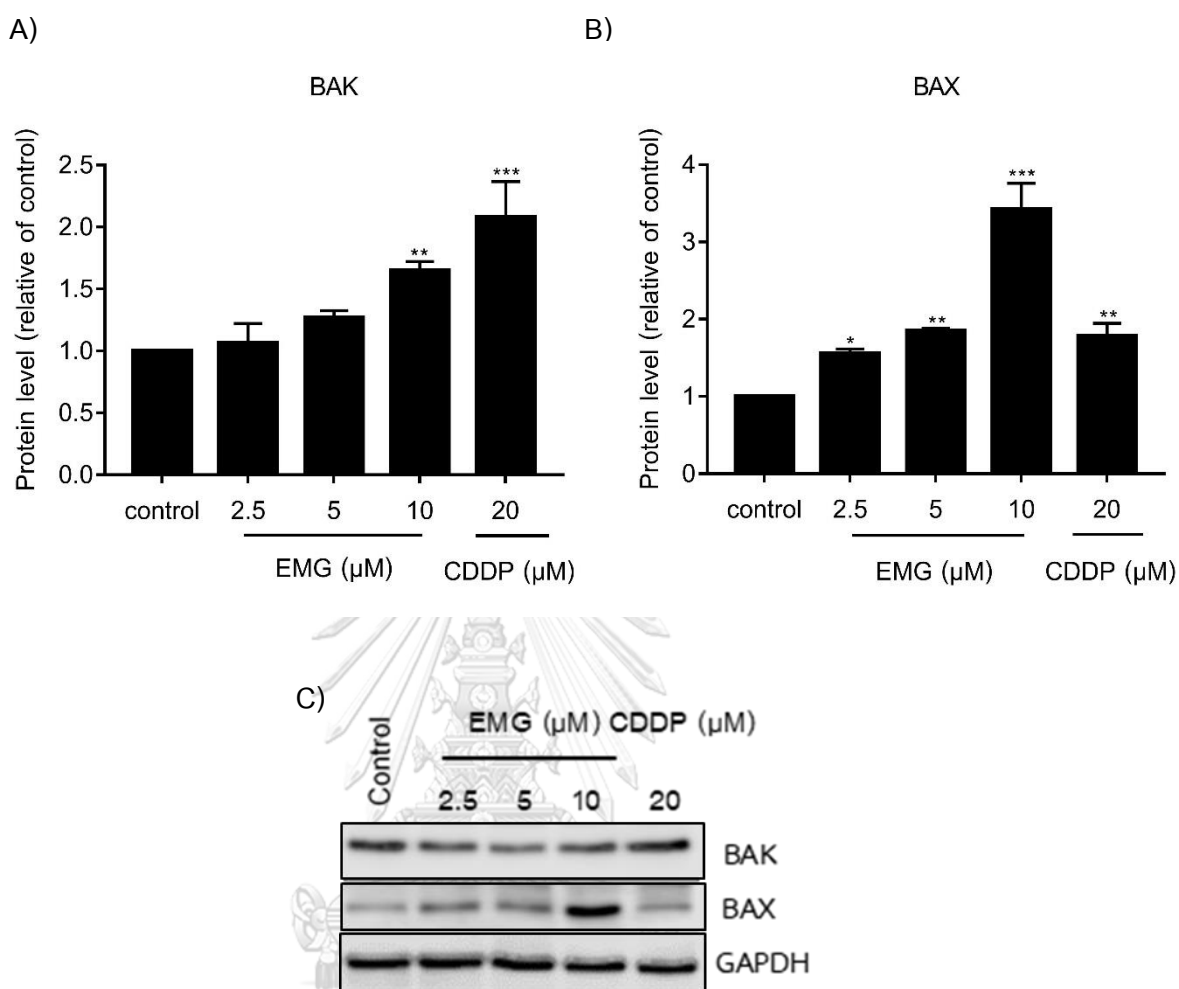 A)
BAK
Protein level (relative of control)
2.5
2.0
1.5
1.0
0.5
0.0
**
***
control 2.5 5 10 20
EMG (µM) CDDP (µM)
B)
BAX
Protein level (relative of control)
4
3
2
1
0
*
**
***
**
control 2.5 5 10 20
EMG (µM) CDDP (µM)
C)
Control
EMG (µM) CDDP (µM)
2.5 5 10 20
BAK
BAX
GAPDH